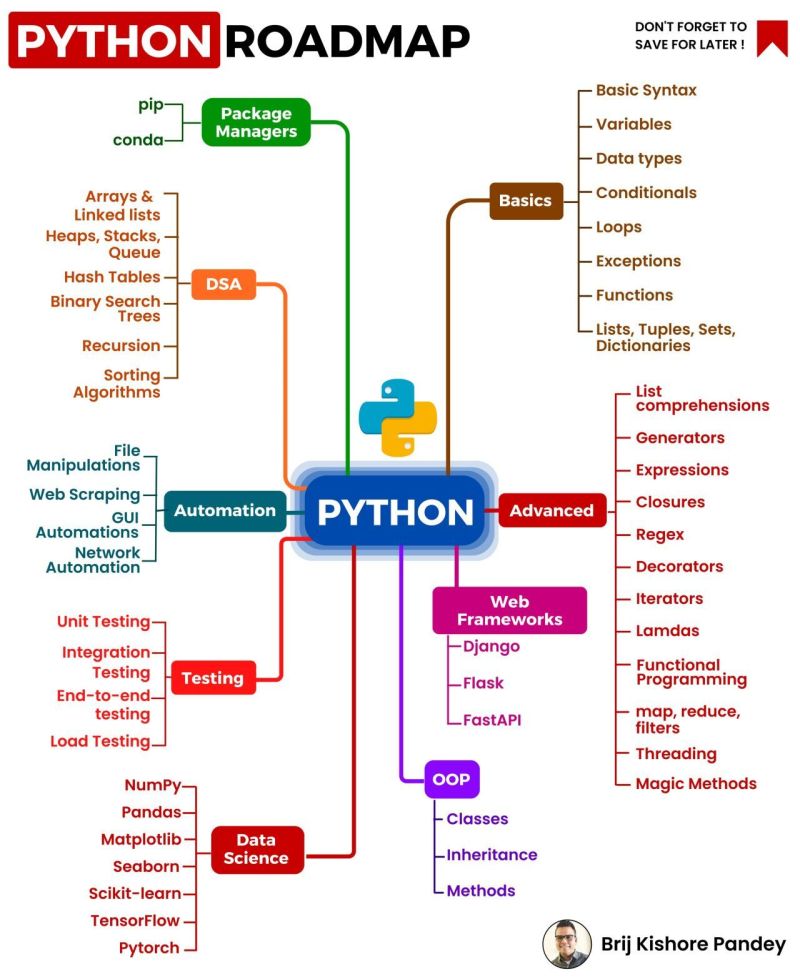 PYTHON ROADMAP
DON'T FORGET TO
SAVE FOR LATER !
Package
Managers
pip
conda
Basics
Basic Syntax
Variables
Data types
Conditionals
Loops
Exceptions
Functions
Lists, Tuples, Sets,
Dictionaries
DSA
Arrays &
Linked lists
Heaps, Stacks,
Queue
Hash Tables
Binary Search
Trees
Recursion
Sorting
Algorithms
PYTHON
Automation
File
Manipulations
Web Scraping
GUI
Automations
Network
Automation
Advanced
List
comprehensions
Generators
Expressions
Closures
Regex
Decorators
Iterators
Lamdas
Functional
Programming
map, reduce,
filters
Threading
Magic Methods
Web
Frameworks
Django
Flask
FastAPI
Testing
Unit Testing
Integration
Testing
End-to-end
testing
Load Testing
OOP
Classes
Inheritance
Methods
Data
Science
NumPy
Pandas
Matplotlib
Seaborn
Scikit-learn
TensorFlow
Pytorch
Brij Kishore Pandey